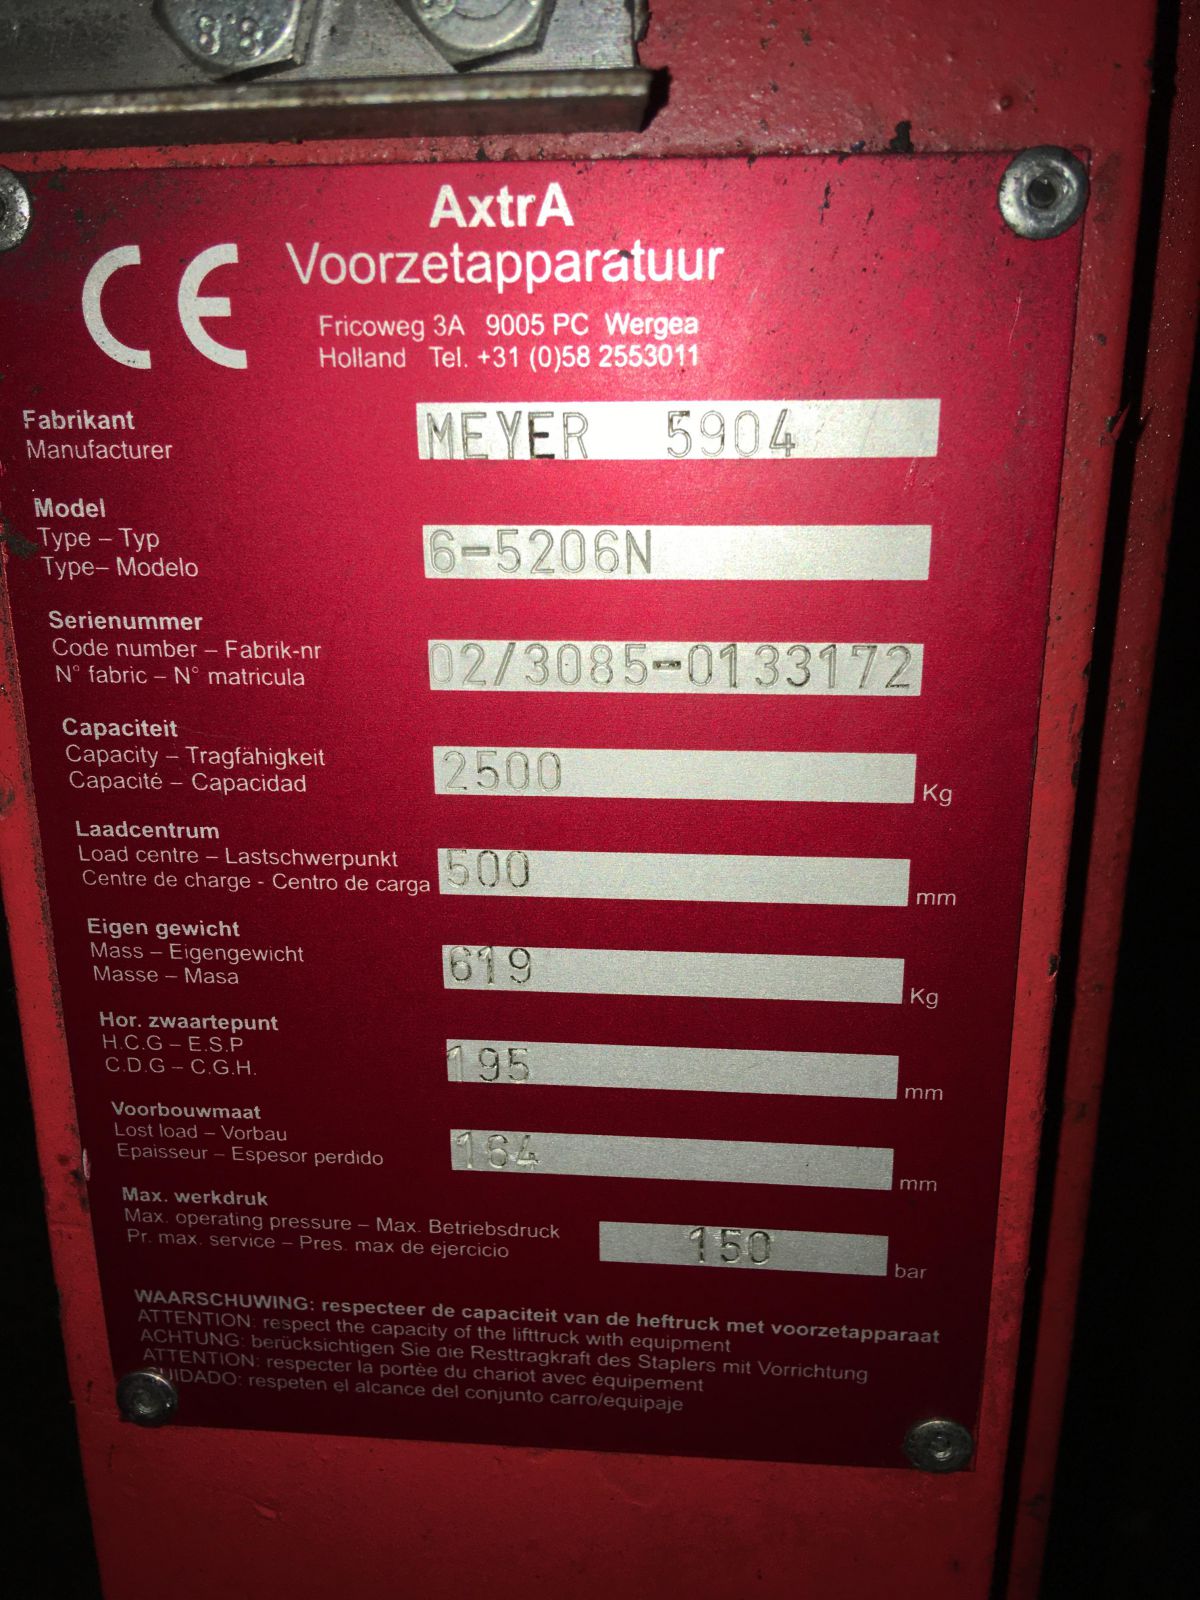 8.8
AxtrA
Voorzetapparatuur
CE
Fricoweg 3A 9005 PC Wergea
Holland Tel. +31 (0)58 2553011
Fabrikant
Manufacturer
MEYER 5904
Model
Type – Typ
Type– Modelo
6-5206N
Serienummer
Code number – Fabrik-nr
N° fabric – N° matricula
02/3085-0133172
Capaciteit
Capacity – Tragfähigkeit
Capacité – Capacidad
2500 Kg
Laadcentrum
Load centre – Lastschwerpunkt
Centre de charge - Centro de carga
500 mm
Eigen gewicht
Mass – Eigengewicht
Masse – Masa
619 Kg
Hor. zwaartepunt
H.C.G – E.S.P
C.D.G – C.G.H.
195 mm
Voorbouwmaat
Lost load – Vorbau
Epaisseur – Espesor perdido
164 mm
Max. werkdruk
Max. operating pressure – Max. Betriebsdruck
Pr. max. service – Pres. max de ejercicio
150 bar
WAARSCHUWING: respecteer de capaciteit van de heftruck met voorzetapparaat
ATTENTION: respect the capacity of the lifttruck with equipment
ACHTUNG: berücksichtigen Sie die Resttragkraft des Staplers mit Vorrichtung
ATTENTION: respecter la portée du chariot avec équipement
CUIDADO: respeten el alcance del conjunto carro/equipaje